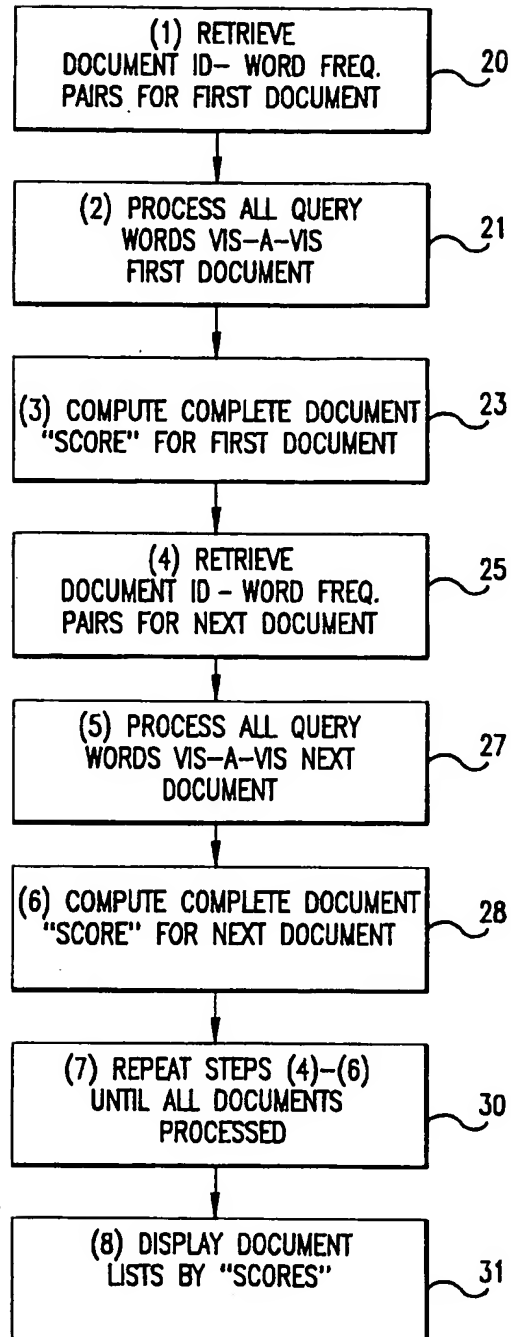 (1) RETRIEVE
DOCUMENT ID– WORD FREQ.
PAIRS FOR FIRST DOCUMENT
20
(2) PROCESS ALL QUERY
WORDS VIS–A–VIS
FIRST DOCUMENT
21
(3) COMPUTE COMPLETE DOCUMENT
"SCORE" FOR FIRST DOCUMENT
23
(4) RETRIEVE
DOCUMENT ID – WORD FREQ.
PAIRS FOR NEXT DOCUMENT
25
(5) PROCESS ALL QUERY
WORDS VIS–A–VIS NEXT
DOCUMENT
27
(6) COMPUTE COMPLETE DOCUMENT
"SCORE" FOR NEXT DOCUMENT
28
(7) REPEAT STEPS (4)–(6)
UNTIL ALL DOCUMENTS
PROCESSED
30
(8) DISPLAY DOCUMENT
LISTS BY "SCORES"
31